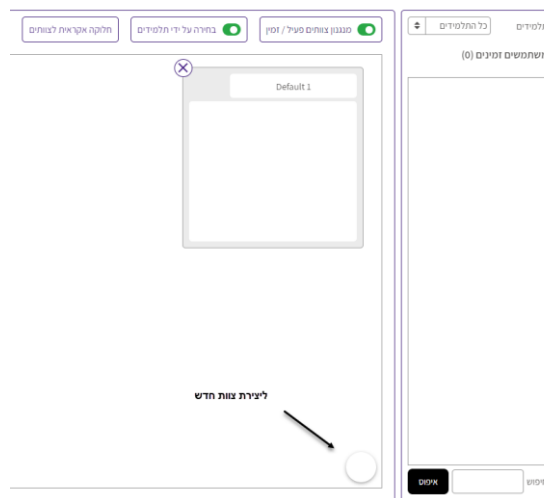 תלמידים
כל התלמידים
מנגנון צוותים פעיל / זמין
בחירה על ידי תלמידים
חלוקה אקראית לצוותים
משתמשים זמינים (0)
Default 1
ליצירת צוות חדש
חיפוש
איפוס